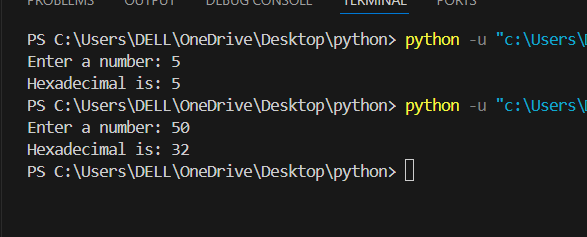 PROBLEMS OUTPUT DEBUG CONSOLE TERMINAL PORTS
PS C:\Users\DELL\OneDrive\Desktop\python> python -u "c:\Users\
Enter a number: 5
Hexadecimal is: 5
PS C:\Users\DELL\OneDrive\Desktop\python> python -u "c:\Users\
Enter a number: 50
Hexadecimal is: 32
PS C:\Users\DELL\OneDrive\Desktop\python>